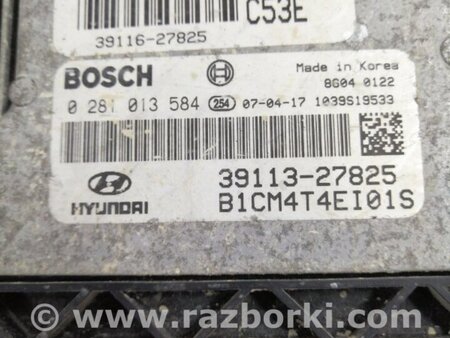 C53E
39116-27825
BOSCH
Made in Korea
8G04 0122
0 281 013 584 254 07-04-17 1039S19533
39113-27825
HYUNDAI
B1CM4T4EI01S
www.razborki.com